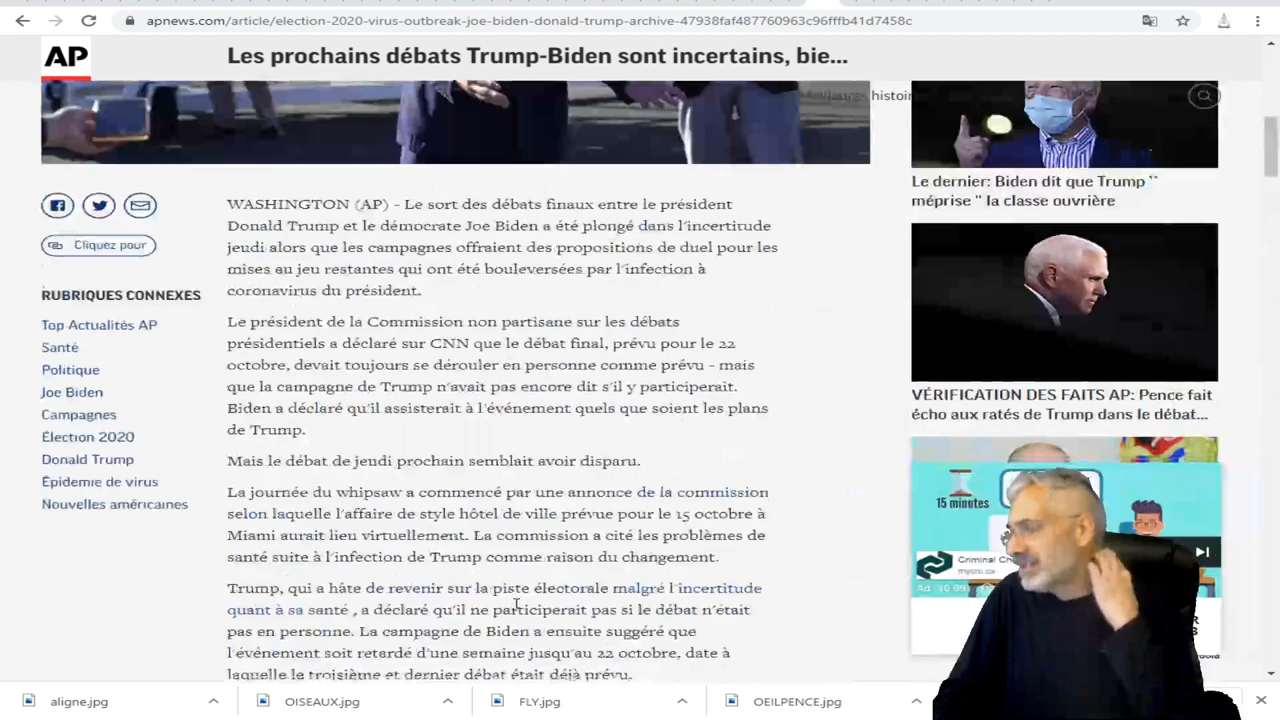 apnews.com/article/election-2020-virus-outbreak-joe-biden-donald-trump-archive-47938faf487760963c96fffb41d7458c
AP
Les prochains débats Trump-Biden sont incertains, bie...
Cliquez pour
RUBRIQUES CONNEXES
Top Actualités AP
Santé
Politique
Joe Biden
Campagnes
Élection 2020
Donald Trump
Épidemie de virus
Nouvelles américaines
WASHINGTON (AP) - Le sort des débats finaux entre le président
Donald Trump et le démocrate Joe Biden a été plongé dans l'incertitude
jeudi alors que les campagnes offraient des propositions de duel pour les
mises au jeu restantes qui ont été bouleversées par l'infection à
coronavirus du président.
Le président de la Commission non partisane sur les débats
présidentiels a déclaré sur CNN que le débat final, prévu pour le 22
octobre, devait toujours se dérouler en personne comme prévu - mais
que la campagne de Trump n'avait pas encore dit s'il y participerait.
Biden a déclaré qu'il assisterait à l'événement quels que soient les plans
de Trump.
Mais le débat de jeudi prochain semblait avoir disparu.
La journée du whipsaw a commencé par une annonce de la commission
selon laquelle l'affaire de style hôtel de ville prévue pour le 15 octobre à
Miami aurait lieu virtuellement. La commission a cité les problèmes de
santé suite à l'infection de Trump comme raison du changement.
Trump, qui a hâte de revenir sur la piste électorale malgré l'incertitude
quant à sa santé , a déclaré qu'il ne participerait pas si le débat n'était
pas en personne. La campagne de Biden a ensuite suggéré que
l'événement soit retardé d'une semaine jusqu'au 22 octobre, date à
laquelle le troisième et dernier débat était déjà prévu.
Le dernier: Biden dit que Trump ''
méprise '' la classe ouvrière
VÉRIFICATION DES FAITS AP: Pence fait
écho aux ratés de Trump dans le débat...
15 minutes
Criminal
aligne.jpg
OISEAUX.jpg
FLY.jpg
OEILPENCE.jpg